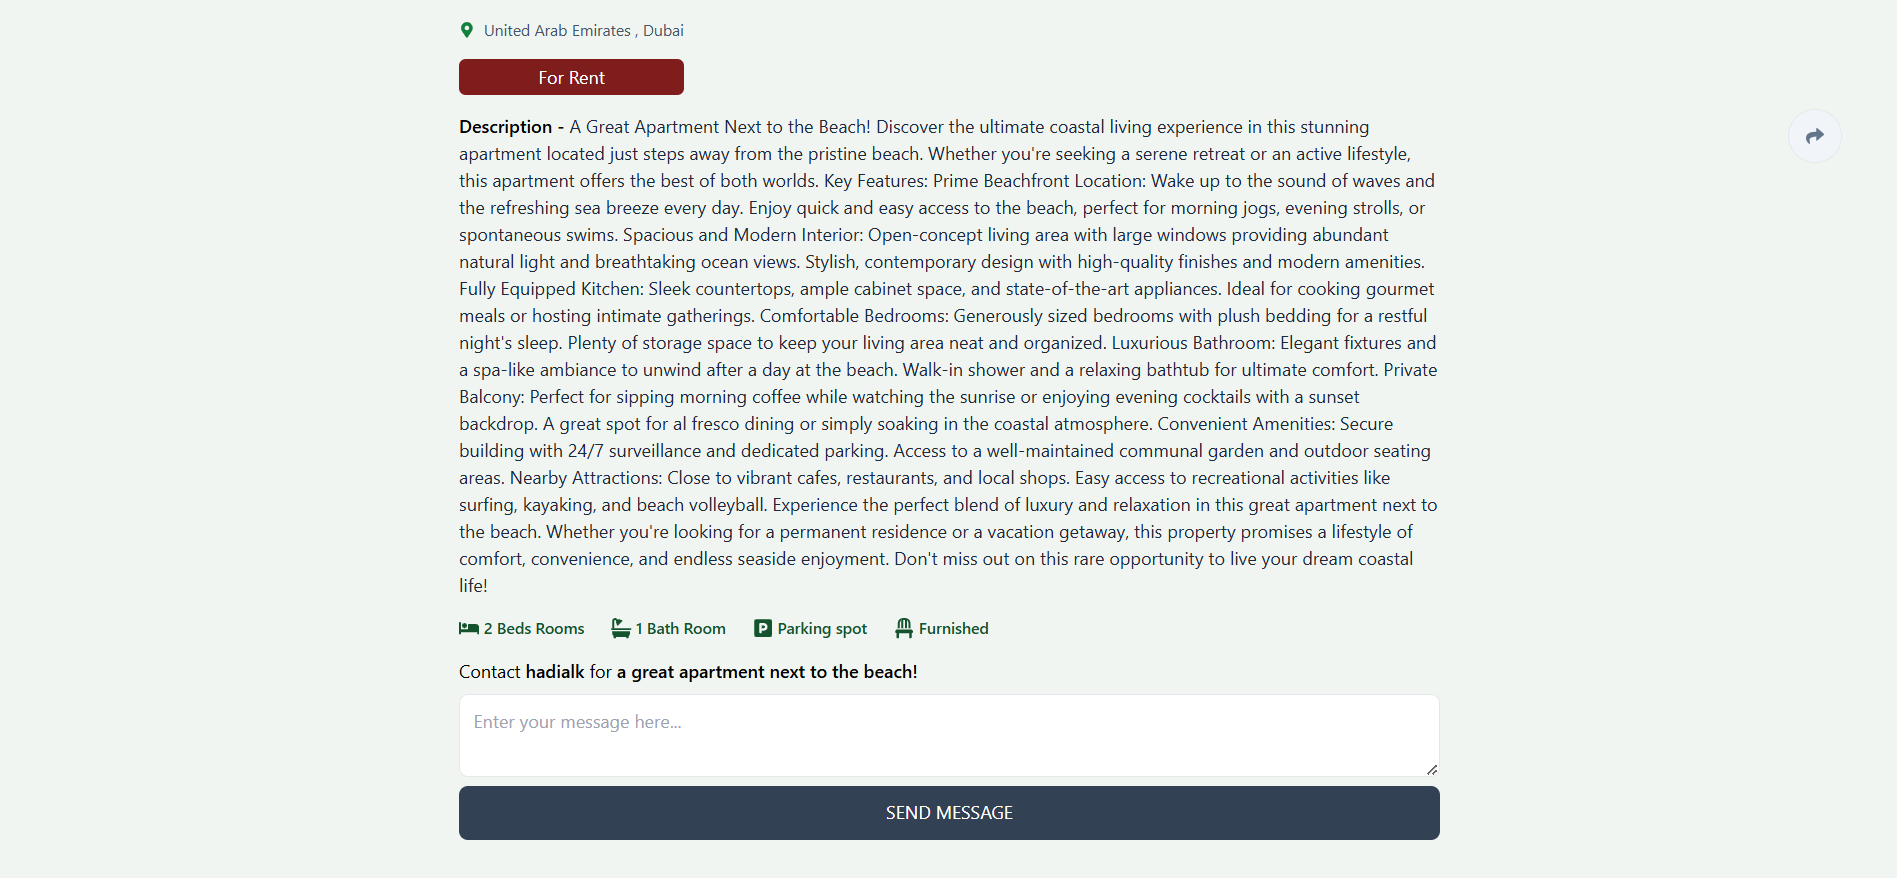 United Arab Emirates , Dubai
For Rent
Description - A Great Apartment Next to the Beach! Discover the ultimate coastal living experience in this stunning
apartment located just steps away from the pristine beach. Whether you're seeking a serene retreat or an active lifestyle,
this apartment offers the best of both worlds. Key Features: Prime Beachfront Location: Wake up to the sound of waves and
the refreshing sea breeze every day. Enjoy quick and easy access to the beach, perfect for morning jogs, evening strolls, or
spontaneous swims. Spacious and Modern Interior: Open-concept living area with large windows providing abundant
natural light and breathtaking ocean views. Stylish, contemporary design with high-quality finishes and modern amenities.
Fully Equipped Kitchen: Sleek countertops, ample cabinet space, and state-of-the-art appliances. Ideal for cooking gourmet
meals or hosting intimate gatherings. Comfortable Bedrooms: Generously sized bedrooms with plush bedding for a restful
night's sleep. Plenty of storage space to keep your living area neat and organized. Luxurious Bathroom: Elegant fixtures and
a spa-like ambiance to unwind after a day at the beach. Walk-in shower and a relaxing bathtub for ultimate comfort. Private
Balcony: Perfect for sipping morning coffee while watching the sunrise or enjoying evening cocktails with a sunset
backdrop. A great spot for al fresco dining or simply soaking in the coastal atmosphere. Convenient Amenities: Secure
building with 24/7 surveillance and dedicated parking. Access to a well-maintained communal garden and outdoor seating
areas. Nearby Attractions: Close to vibrant cafes, restaurants, and local shops. Easy access to recreational activities like
surfing, kayaking, and beach volleyball. Experience the perfect blend of luxury and relaxation in this great apartment next to
the beach. Whether you're looking for a permanent residence or a vacation getaway, this property promises a lifestyle of
comfort, convenience, and endless seaside enjoyment. Don't miss out on this rare opportunity to live your dream coastal
life!
2 Beds Rooms 1 Bath Room P Parking spot Furnished
Contact hadialk for a great apartment next to the beach!
Enter your message here...
SEND MESSAGE